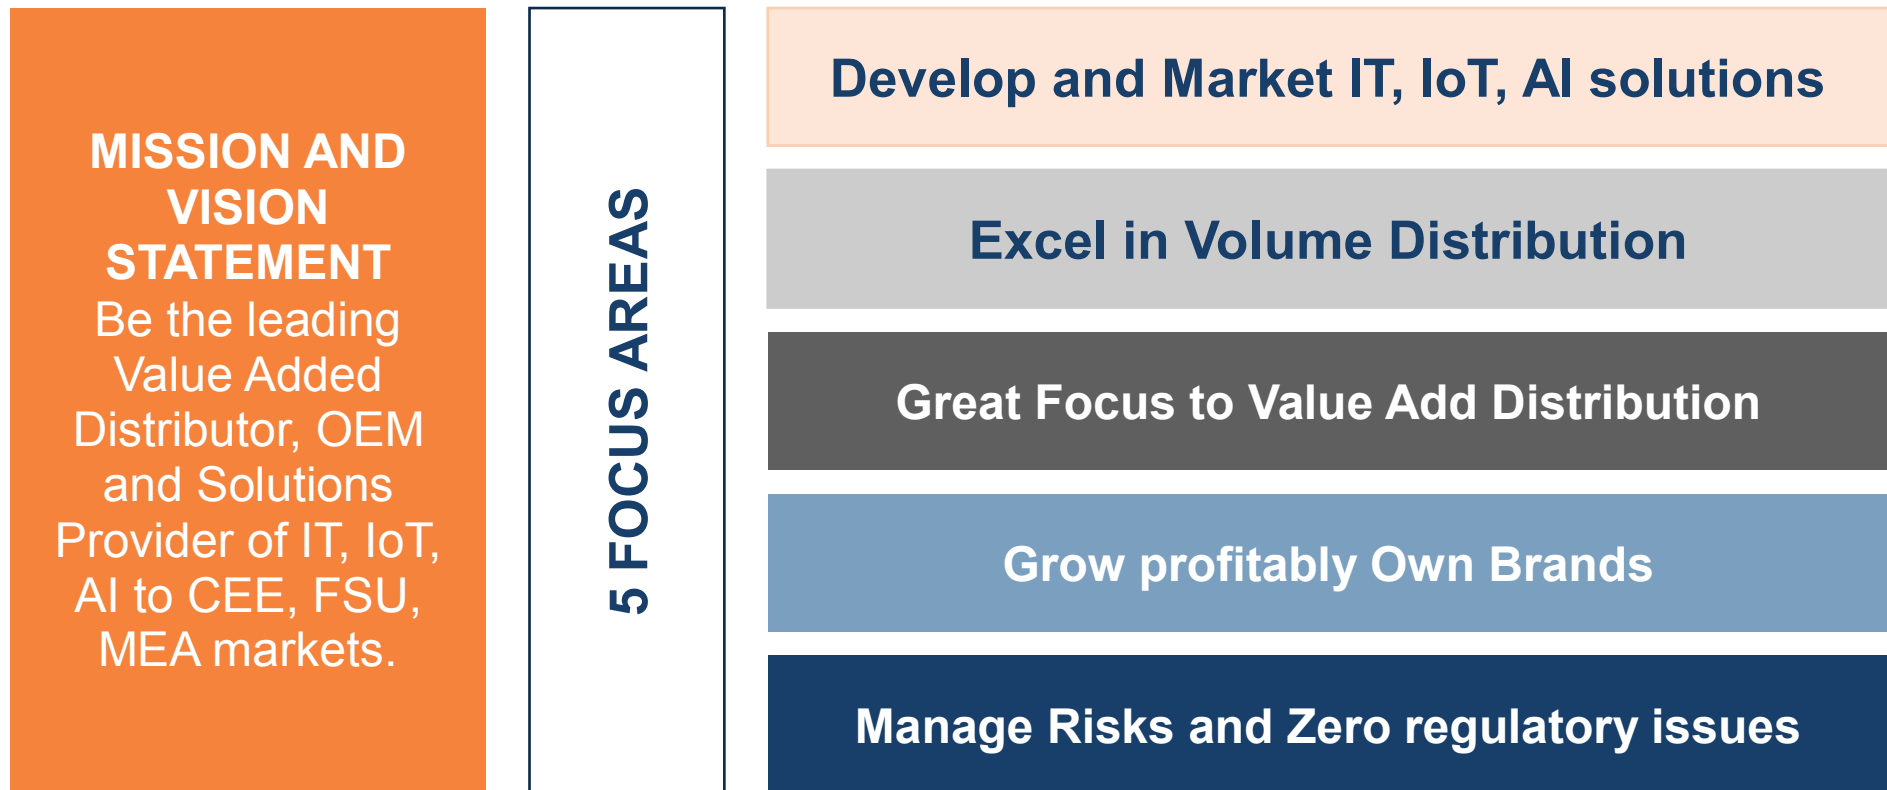 MISSION AND
VISION
STATEMENT
Be the leading
Value Added
Distributor, OEM
and Solutions
Provider of IT, IoT,
AI to CEE, FSU,
MEA markets.
5 FOCUS AREAS
Develop and Market IT, IoT, AI solutions
Excel in Volume Distribution
Great Focus to Value Add Distribution
Grow profitably Own Brands
Manage Risks and Zero regulatory issues